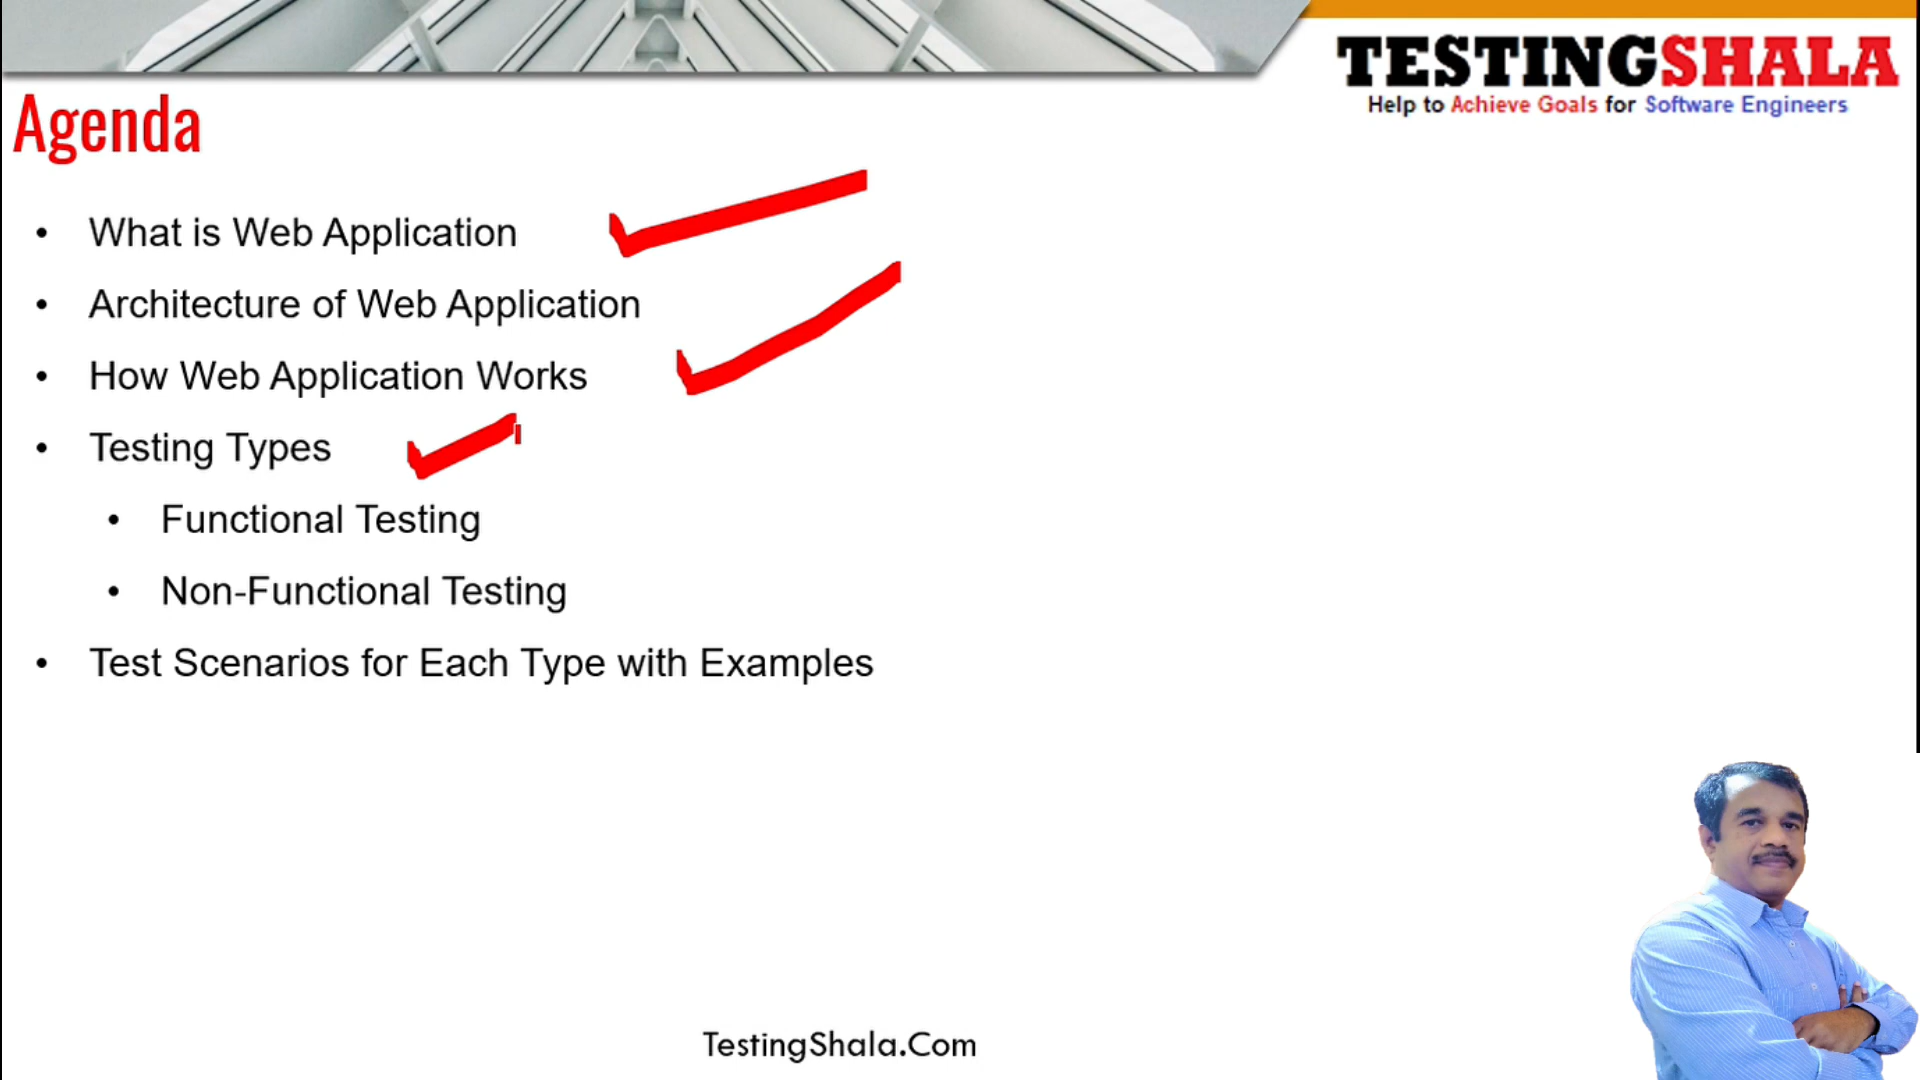 TESTINGSHALA
Help to Achieve Goals for Software Engineers
Agenda
• What is Web Application
• Architecture of Web Application
• How Web Application Works
• Testing Types
• Functional Testing
• Non-Functional Testing
• Test Scenarios for Each Type with Examples
TestingShala.Com